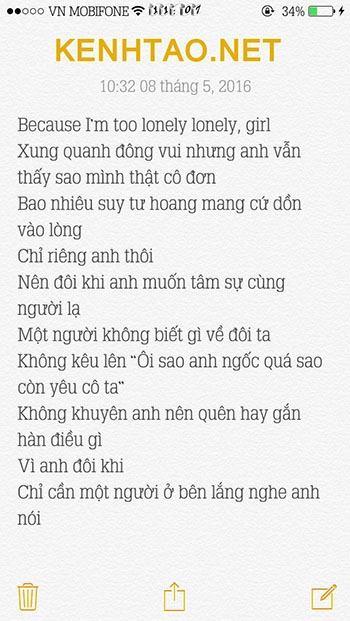 VN MOBIFONE 34%
KENHTAO.NET
10:32 08 tháng 5, 2016
Because I'm too lonely lonely, girl
Xung quanh đông vui nhưng anh vẫn
thấy sao mình thật cô đơn
Bao nhiêu suy tư hoang mang cứ dồn
vào lòng
Chỉ riêng anh thôi
Nên đôi khi anh muốn tâm sự cùng
người lạ
Một người không biết gì về đôi ta
Không kêu lên “Ôi sao anh ngốc quá sao
còn yêu cô ta”
Không khuyên anh nên quên hay gắn
hàn điều gì
Vì anh đôi khi
Chỉ cần một người ở bên lắng nghe anh
nói